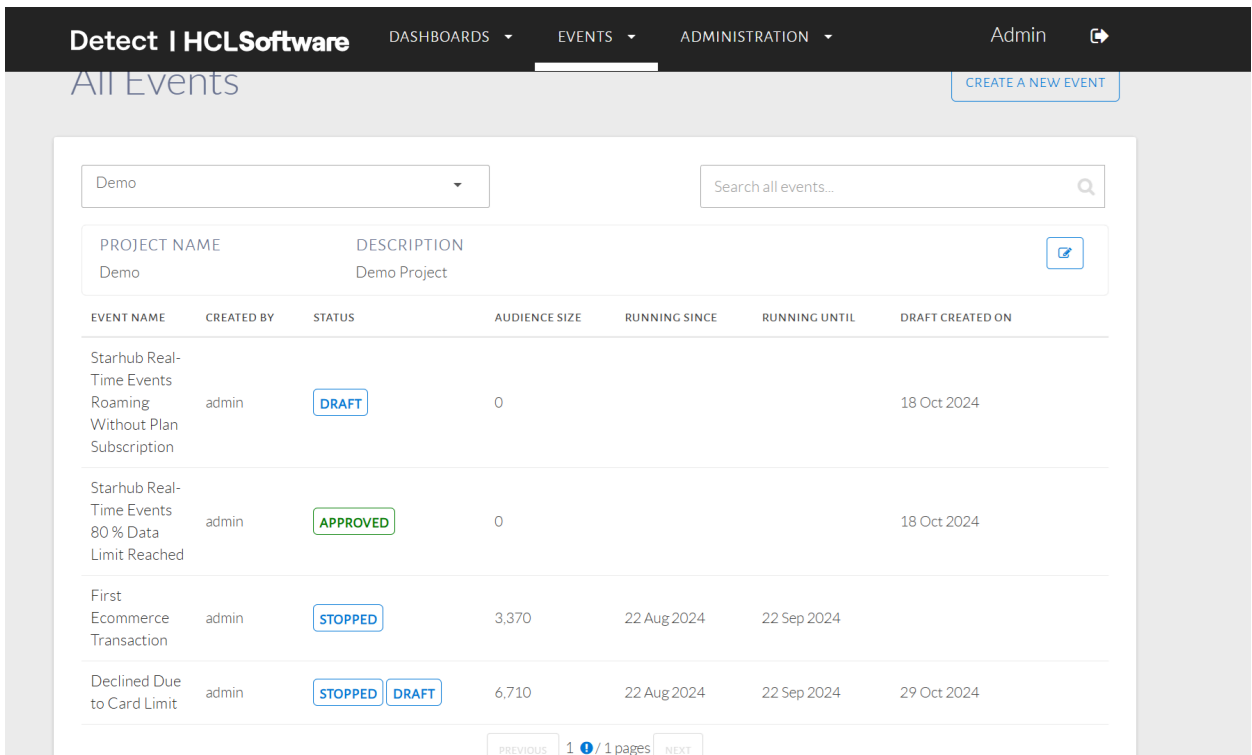 Detect | HCLSoftware DASHBOARDS EVENTS ADMINISTRATION Admin
All Events CREATE A NEW EVENT
Demo Search all events...
PROJECT NAME DESCRIPTION
Demo Demo Project
EVENT NAME CREATED BY STATUS AUDIENCE SIZE RUNNING SINCE RUNNING UNTIL DRAFT CREATED ON
Starhub Real-
Time Events
Roaming admin DRAFT 0 18 Oct 2024
Without Plan
Subscription
Starhub Real-
Time Events
80 % Data admin APPROVED 0 18 Oct 2024
Limit Reached
First
Ecommerce admin STOPPED 3,370 22 Aug 2024 22 Sep 2024
Transaction
Declined Due
to Card Limit admin STOPPED DRAFT 6,710 22 Aug 2024 22 Sep 2024 29 Oct 2024
PREVIOUS 1 / 1 pages NEXT